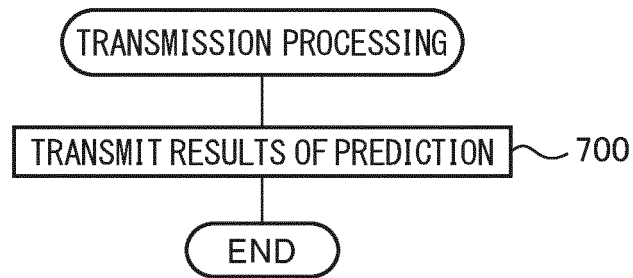 TRANSMISSION PROCESSING
TRANSMIT RESULTS OF PREDICTION
700
END